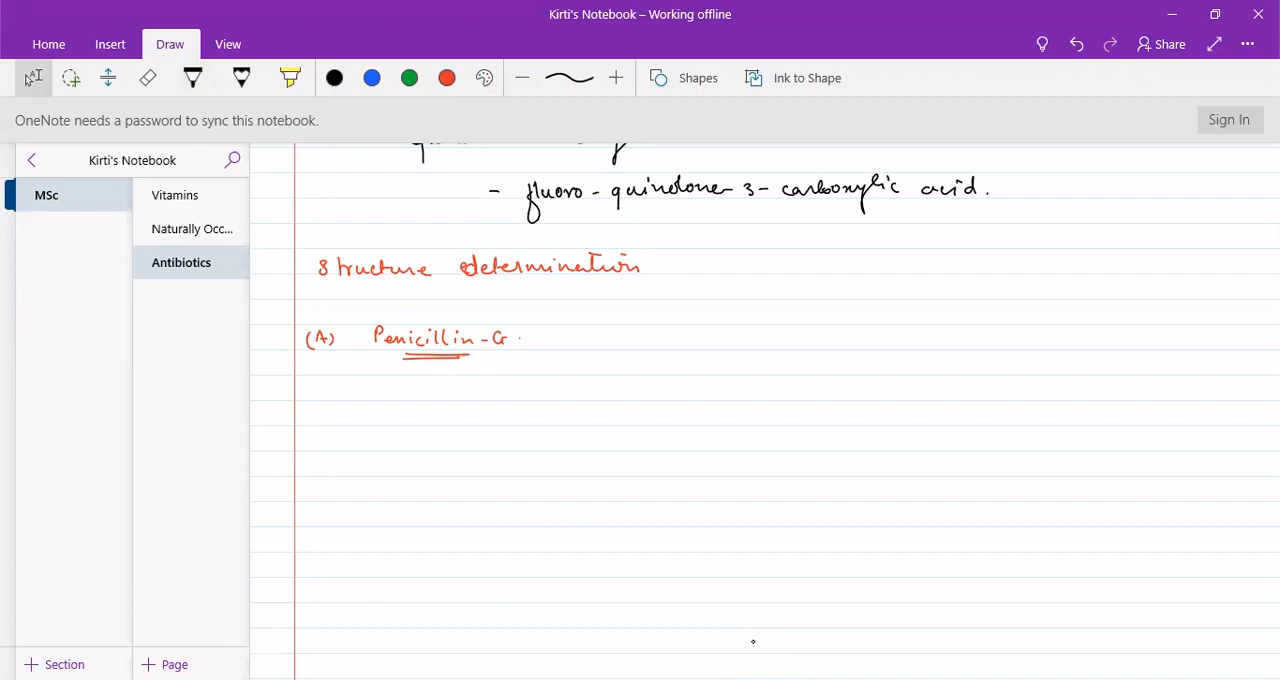 Kirti's Notebook – Working offline
Home Insert Draw View Share
Shapes Ink to Shape
OneNote needs a password to sync this notebook. Sign In
Kirti's Notebook
MSc
Vitamins
Naturally Occ...
Antibiotics
- fluoro - quinolone 3 - carboxylic acid.
Structure determination
(A) Penicillin - G.
+ Section
+ Page